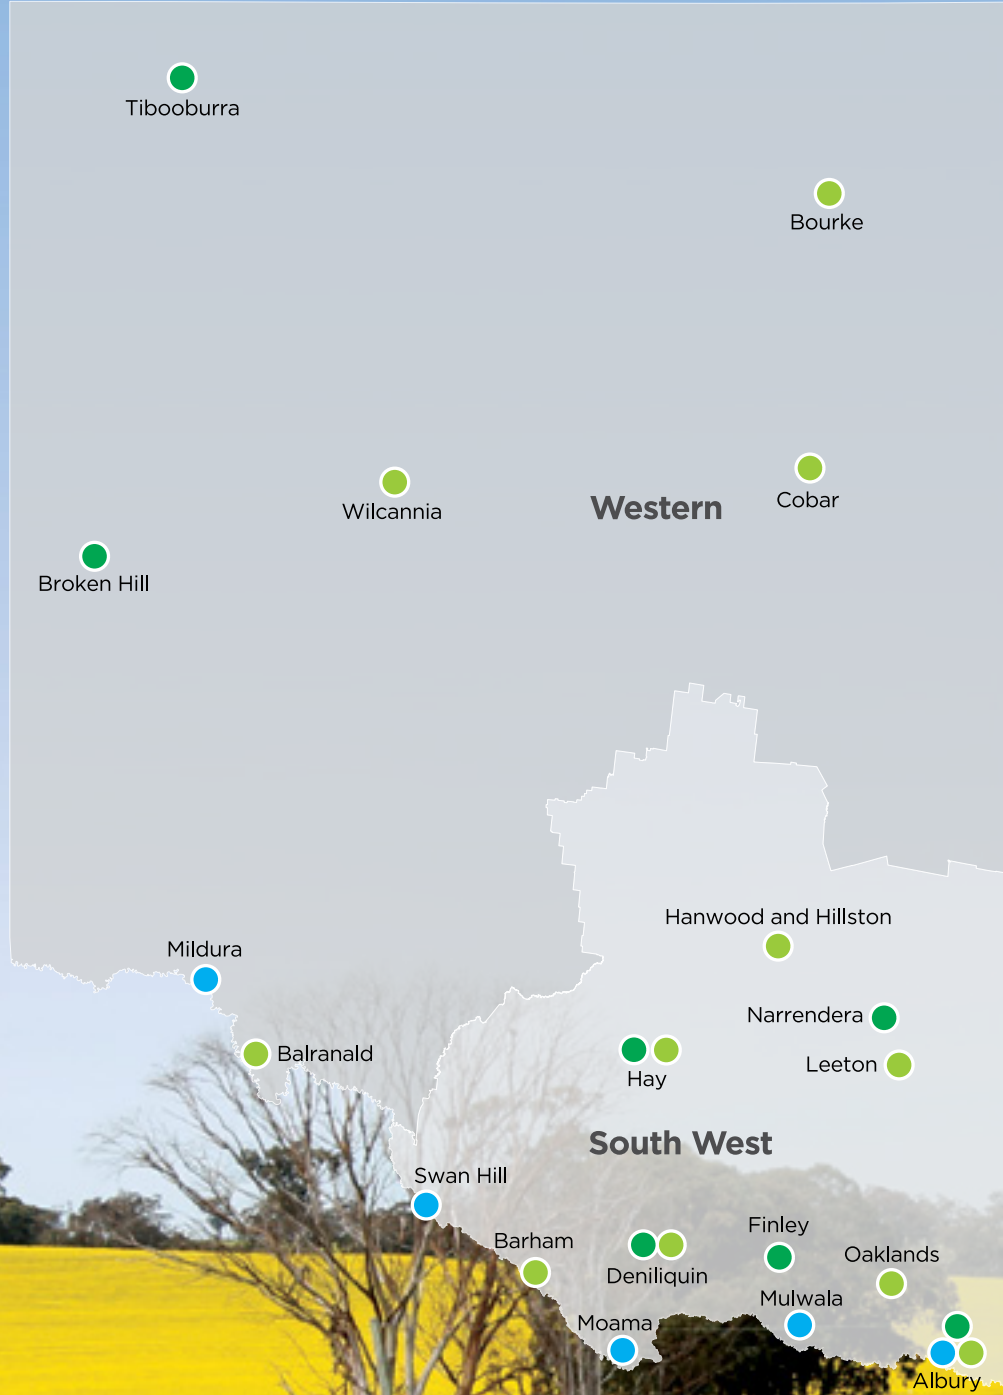 Tibooburra
Bourke
Wilcannia
Western
Cobar
Broken Hill
Hanwood and Hillston
Mildura
Narrendera
Balranald
Leeton
Hay
South West
Swan Hill
Finley
Barham
Oaklands
Deniliquin
Mulwala
Moama
Albury